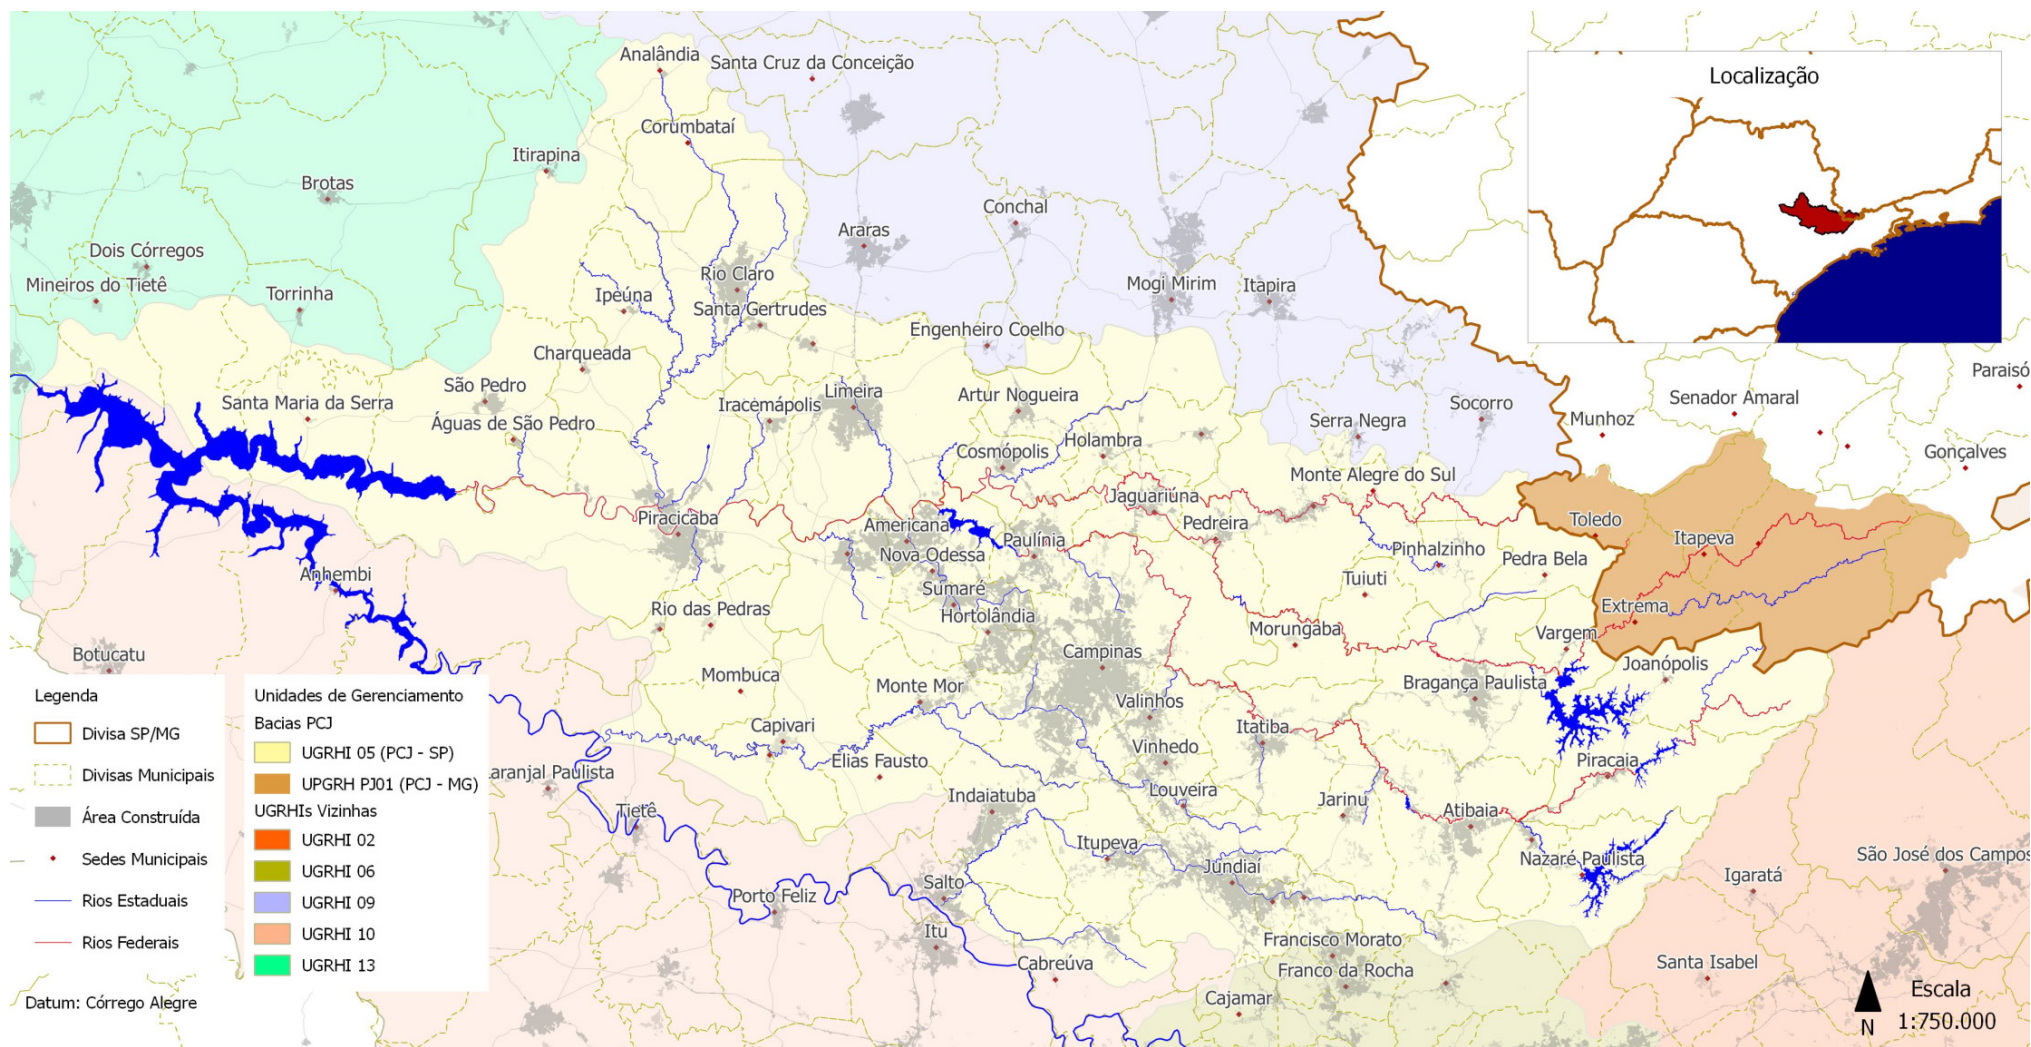 Analândia
Santa Cruz da Conceição
Localização
Corumbataí
Itirapina
Brotas
Conchal
Araras
Dois Córregos
Rio Claro
Mineiros do Tietê
Torrinha
Ipeúna
Mogi Mirim
Itapira
Santa Gertrudes
Engenheiro Coelho
Charqueada
Paraisó
São Pedro
Limeira
Artur Nogueira
Santa Maria da Serra
Iracemápolis
Socorro
Senador Amaral
Águas de São Pedro
Serra Negra
Munhoz
Holambra
Cosmópolis
Gonçalves
Monte Alegre do Sul
Jaguariúna
Piracicaba
Americana
Pedreira
Toledo
Nova Odessa
Paulínia
Itapeva
Pinhalzinho
Pedra Bela
Anhembi
Tuiuti
Sumaré
Rio das Pedras
Hortolândia
Extrema
Morungaba
Vargem
Botucatu
Campinas
Joanópolis
Mombuca
Monte Mor
Bragança Paulista
Valinhos
Capivari
Itatiba
Vinhedo
Elias Fausto
Piracaia
Laranjal Paulista
Louveira
Indaiatuba
Jarinu
Tietê
Atibaia
Itupeva
Nazaré Paulista
São José dos Campos
Jundiaí
Salto
Igaratá
Porto Feliz
Itu
Francisco Morato
Cabreúva
Franco da Rocha
Santa Isabel
Cajamar
Legenda
Divisa SP/MG
Divisas Municipais
Área Construída
Sedes Municipais
Rios Estaduais
Rios Federais
Datum: Córrego Alegre
Unidades de Gerenciamento
Bacias PCJ
UGRHI 05 (PCJ - SP)
UPGRH PJ01 (PCJ - MG)
UGRHIs Vizinhas
UGRHI 02
UGRHI 06
UGRHI 09
UGRHI 10
UGRHI 13
N
Escala
1:750.000